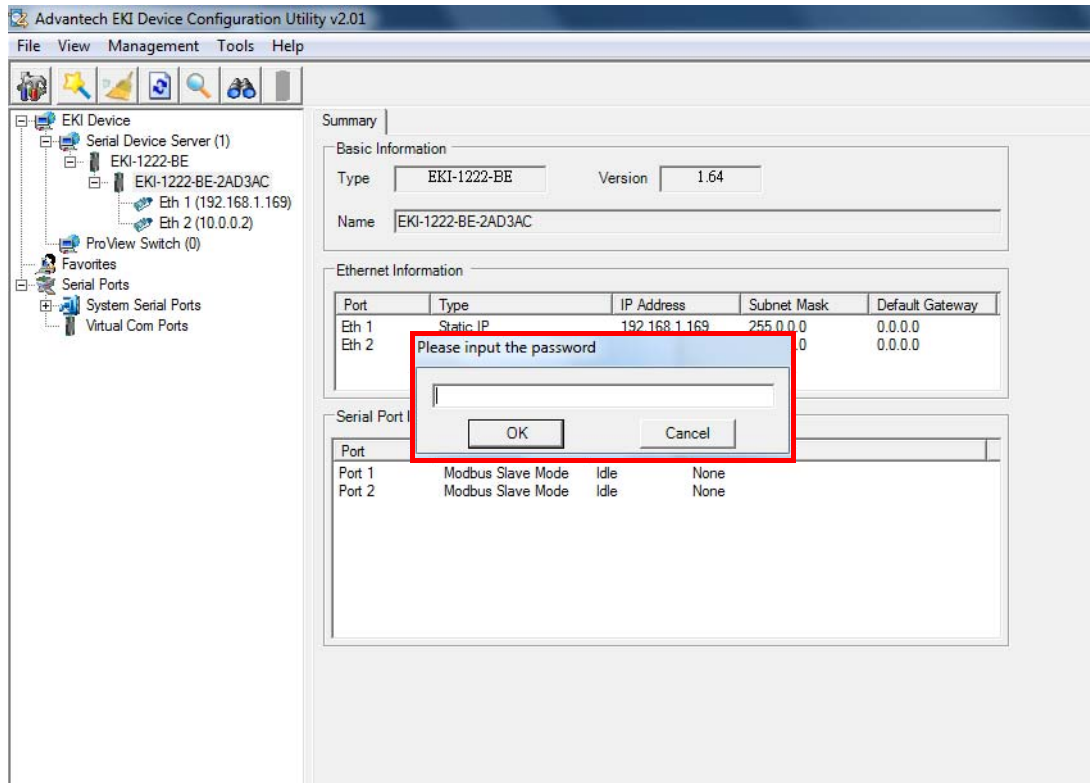 Advantech EKI Device Configuration Utility v2.01
File View Management Tools Help
EKI Device
Serial Device Server (1)
EKI-1222-BE
EKI-1222-BE-2AD3AC
Eth 1 (192.168.1.169)
Eth 2 (10.0.0.2)
ProView Switch (0)
Favorites
Serial Ports
System Serial Ports
Virtual Com Ports
Summary
Basic Information
Type EKI-1222-BE Version 1.64
Name EKI-1222-BE-2AD3AC
Ethernet Information
Port Type IP Address Subnet Mask Default Gateway
Eth 1 Static IP 192.168.1.169 255.0.0.0 0.0.0.0
Eth 2 .0 0.0.0.0
Please input the password
OK Cancel
Serial Port
Port
Port 1 Modbus Slave Mode Idle None
Port 2 Modbus Slave Mode Idle None